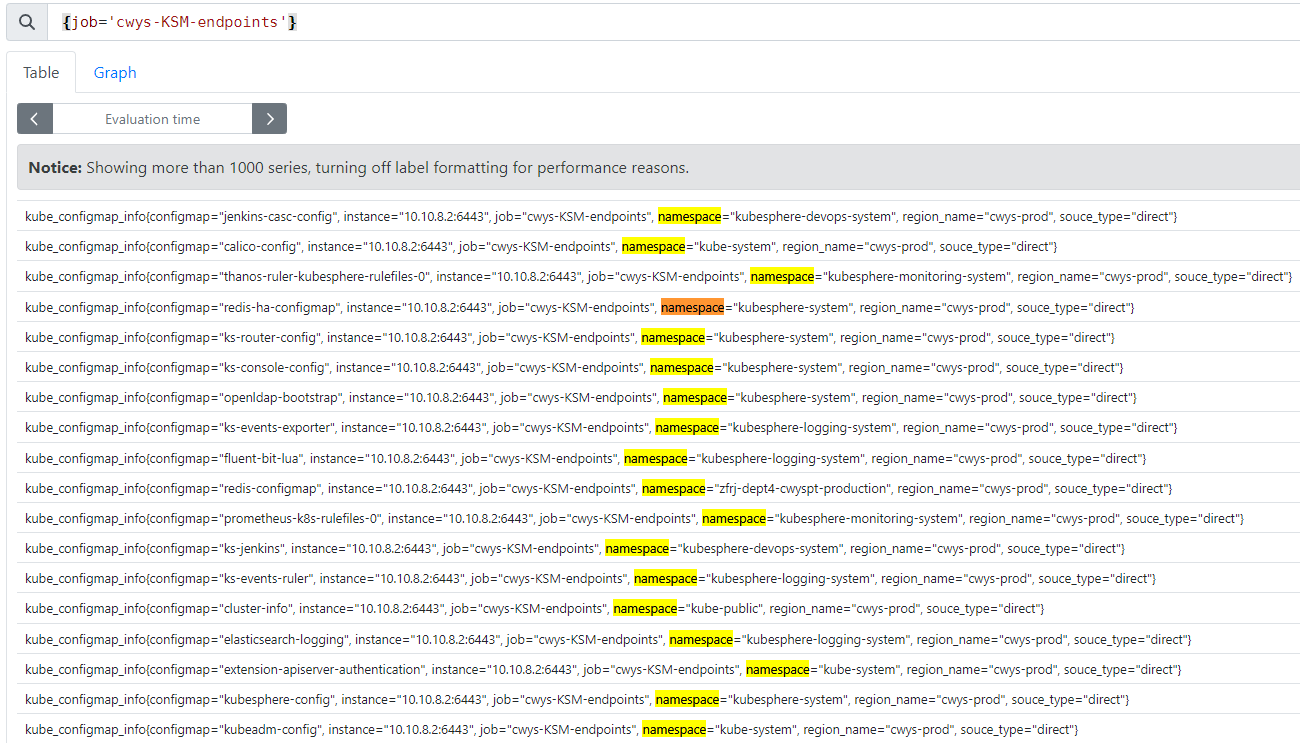 {job='cwys-KSM-endpoints'}
Table Graph
Evaluation time
Notice: Showing more than 1000 series, turning off label formatting for performance reasons.
kube_configmap_info{configmap="jenkins-casc-config", instance="10.10.8.2:6443", job="cwys-KSM-endpoints", namespace="kubesphere-devops-system", region_name="cwys-prod", souce_type="direct"}
kube_configmap_info{configmap="calico-config", instance="10.10.8.2:6443", job="cwys-KSM-endpoints", namespace="kube-system", region_name="cwys-prod", souce_type="direct"}
kube_configmap_info{configmap="thanos-ruler-kubesphere-rulefiles-0", instance="10.10.8.2:6443", job="cwys-KSM-endpoints", namespace="kubesphere-monitoring-system", region_name="cwys-prod", souce_type="direct"}
kube_configmap_info{configmap="redis-ha-configmap", instance="10.10.8.2:6443", job="cwys-KSM-endpoints", namespace="kubesphere-system", region_name="cwys-prod", souce_type="direct"}
kube_configmap_info{configmap="ks-router-config", instance="10.10.8.2:6443", job="cwys-KSM-endpoints", namespace="kubesphere-system", region_name="cwys-prod", souce_type="direct"}
kube_configmap_info{configmap="ks-console-config", instance="10.10.8.2:6443", job="cwys-KSM-endpoints", namespace="kubesphere-system", region_name="cwys-prod", souce_type="direct"}
kube_configmap_info{configmap="openldap-bootstrap", instance="10.10.8.2:6443", job="cwys-KSM-endpoints", namespace="kubesphere-system", region_name="cwys-prod", souce_type="direct"}
kube_configmap_info{configmap="ks-events-exporter", instance="10.10.8.2:6443", job="cwys-KSM-endpoints", namespace="kubesphere-logging-system", region_name="cwys-prod", souce_type="direct"}
kube_configmap_info{configmap="fluent-bit-lua", instance="10.10.8.2:6443", job="cwys-KSM-endpoints", namespace="kubesphere-logging-system", region_name="cwys-prod", souce_type="direct"}
kube_configmap_info{configmap="redis-configmap", instance="10.10.8.2:6443", job="cwys-KSM-endpoints", namespace="zfrj-dept4-cwyspt-production", region_name="cwys-prod", souce_type="direct"}
kube_configmap_info{configmap="prometheus-k8s-rulefiles-0", instance="10.10.8.2:6443", job="cwys-KSM-endpoints", namespace="kubesphere-monitoring-system", region_name="cwys-prod", souce_type="direct"}
kube_configmap_info{configmap="ks-jenkins", instance="10.10.8.2:6443", job="cwys-KSM-endpoints", namespace="kubesphere-devops-system", region_name="cwys-prod", souce_type="direct"}
kube_configmap_info{configmap="ks-events-ruler", instance="10.10.8.2:6443", job="cwys-KSM-endpoints", namespace="kubesphere-logging-system", region_name="cwys-prod", souce_type="direct"}
kube_configmap_info{configmap="cluster-info", instance="10.10.8.2:6443", job="cwys-KSM-endpoints", namespace="kube-public", region_name="cwys-prod", souce_type="direct"}
kube_configmap_info{configmap="elasticsearch-logging", instance="10.10.8.2:6443", job="cwys-KSM-endpoints", namespace="kubesphere-logging-system", region_name="cwys-prod", souce_type="direct"}
kube_configmap_info{configmap="extension-apiserver-authentication", instance="10.10.8.2:6443", job="cwys-KSM-endpoints", namespace="kube-system", region_name="cwys-prod", souce_type="direct"}
kube_configmap_info{configmap="kubesphere-config", instance="10.10.8.2:6443", job="cwys-KSM-endpoints", namespace="kubesphere-system", region_name="cwys-prod", souce_type="direct"}
kube_configmap_info{configmap="kubeadm-config", instance="10.10.8.2:6443", job="cwys-KSM-endpoints", namespace="kube-system", region_name="cwys-prod", souce_type="direct"}